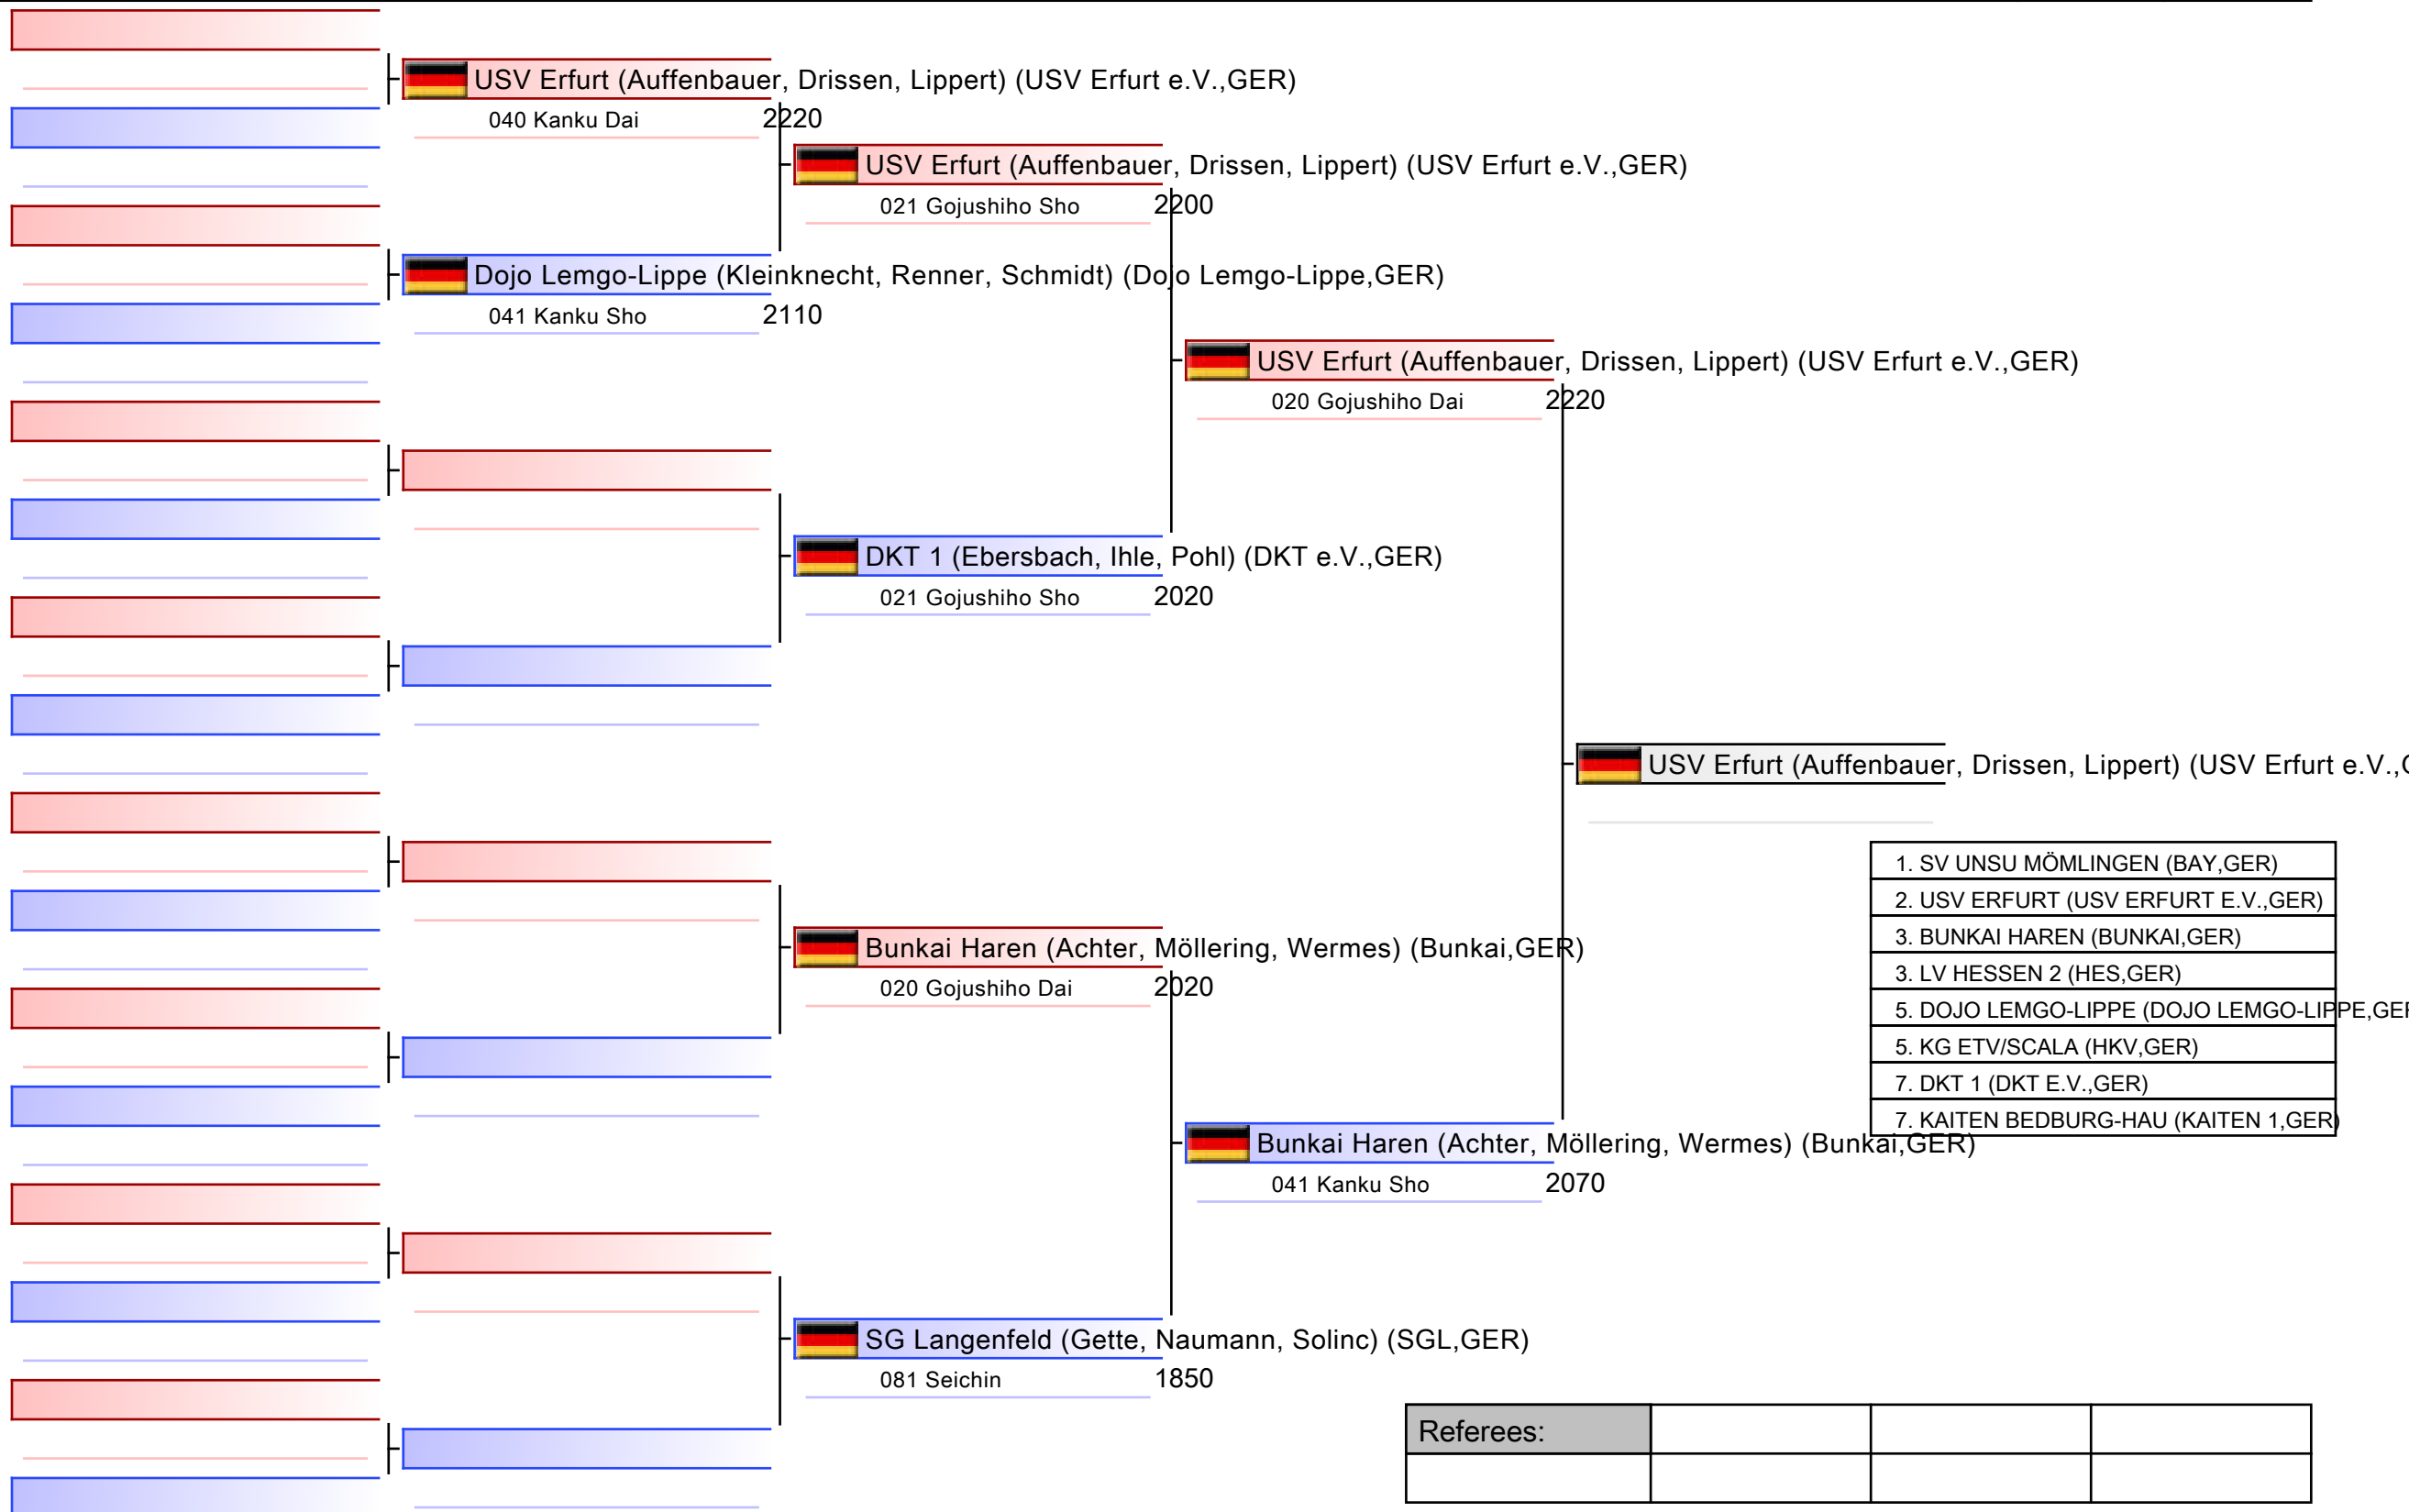 USV Erfurt (Auffenbauer, Drissen, Lippert) (USV Erfurt e.V.,GER)
040 Kanku Dai 2220
USV Erfurt (Auffenbauer, Drissen, Lippert) (USV Erfurt e.V.,GER)
021 Gojushiho Sho 2200
Dojo Lemgo-Lippe (Kleinknecht, Renner, Schmidt) (Dojo Lemgo-Lippe,GER)
041 Kanku Sho 2110
USV Erfurt (Auffenbauer, Drissen, Lippert) (USV Erfurt e.V.,GER)
020 Gojushiho Dai 2220
DKT 1 (Ebersbach, Ihle, Pohl) (DKT e.V.,GER)
021 Gojushiho Sho 2020
USV Erfurt (Auffenbauer, Drissen, Lippert) (USV Erfurt e.V.,
1. SV UNSU MÖMLINGEN (BAY,GER)
2. USV ERFURT (USV ERFURT E.V.,GER)
3. BUNKAI HAREN (BUNKAI,GER)
3. LV HESSEN 2 (HES,GER)
5. DOJO LEMGO-LIPPE (DOJO LEMGO-LIPPE,GER
5. KG ETV/SCALA (HKV,GER)
7. DKT 1 (DKT E.V.,GER)
7. KAITEN BEDBURG-HAU (KAITEN 1,GER)
Bunkai Haren (Achter, Möllering, Wermes) (Bunkai,GER)
020 Gojushiho Dai 2020
Bunkai Haren (Achter, Möllering, Wermes) (Bunkai,GER)
041 Kanku Sho 2070
SG Langenfeld (Gette, Naumann, Solinc) (SGL,GER)
081 Seichin 1850
Referees: